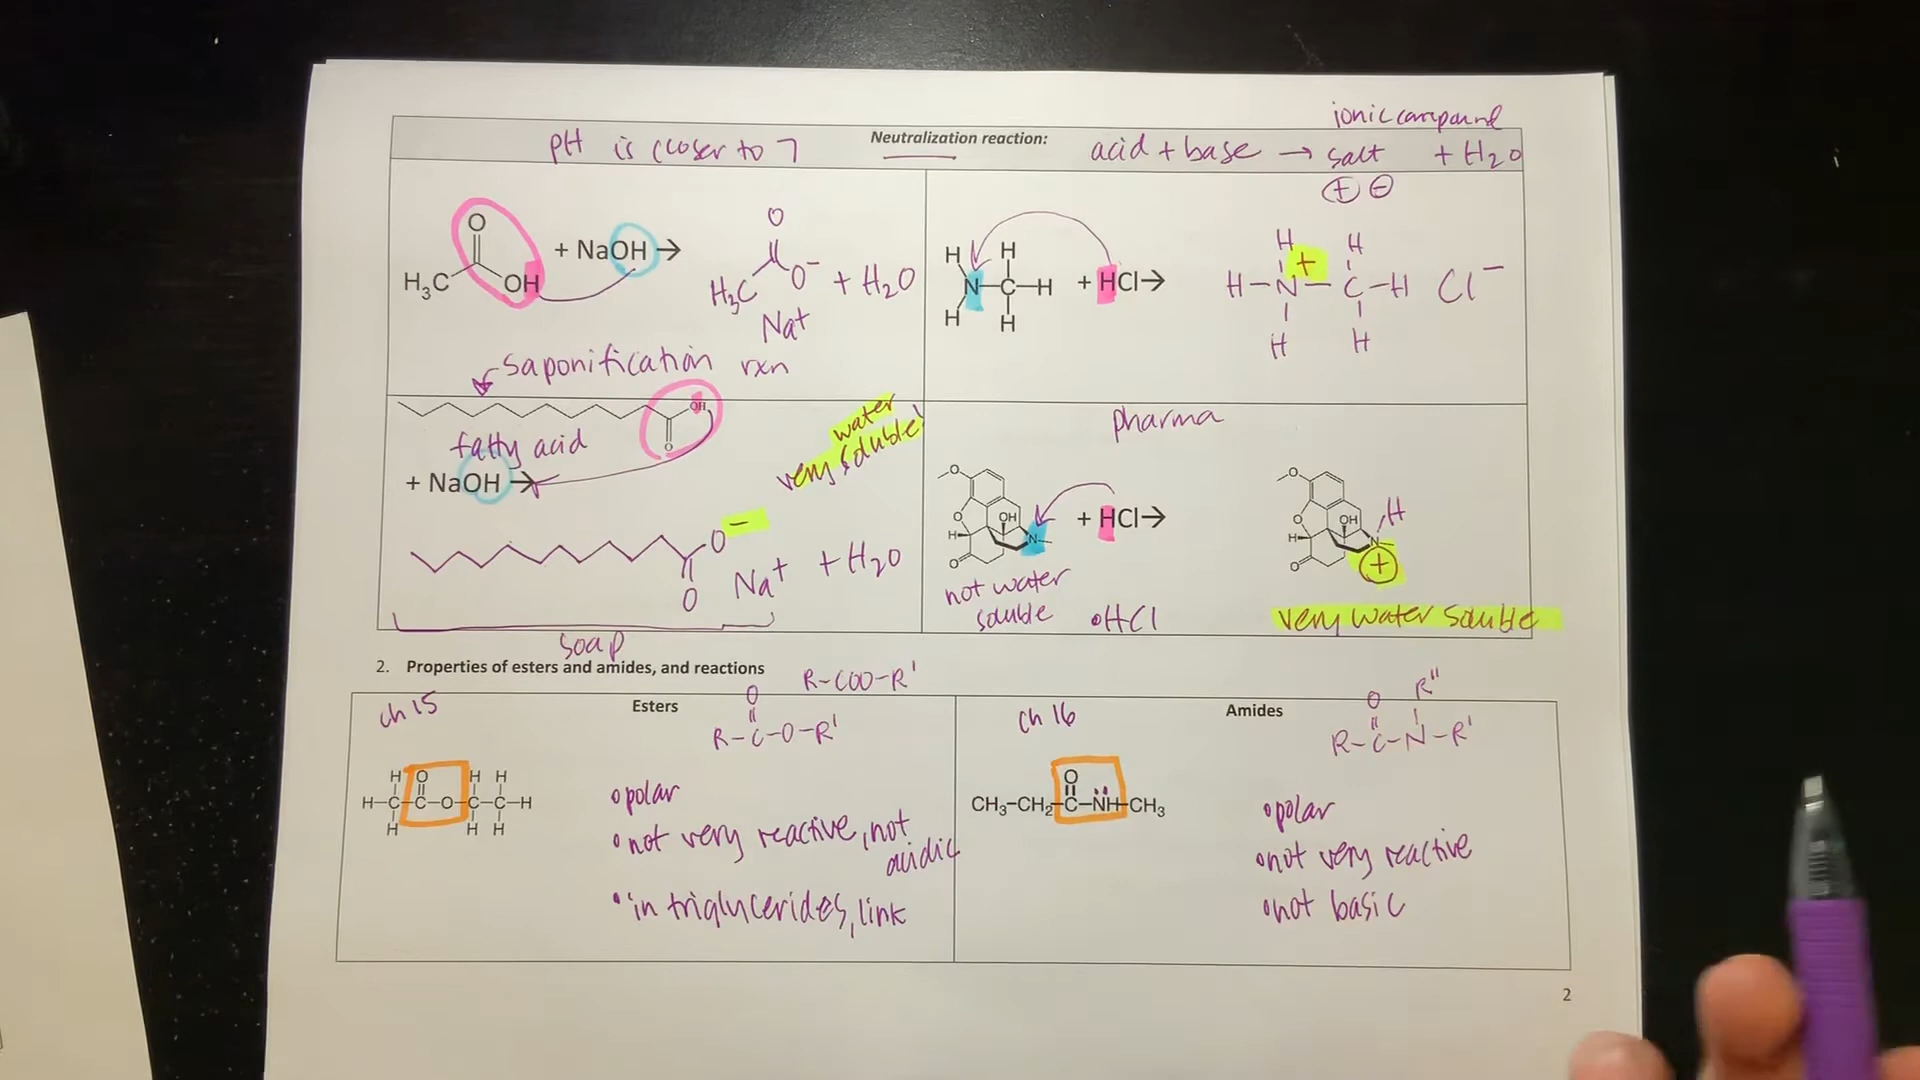 ionic compound
pH is closer to 7 Neutralization reaction: acid + base → salt + H2O
⊕ ⊖
O
OH
H3C
+ NaOH →
O
O⁻
H3C
Na⁺
+ H2O
saponification rxn
H H
N–C–H
H H
+ HCl →
H H
H–N–C–H
+
H H
Cl⁻
OH
O
fatty acid
+ NaOH →
water
very soluble!
O⁻
O
Na⁺ + H2O
soap
pharma
O
O
OH
H
N
O
+ HCl →
not water
soluble
•HCl
O
O
OH
H
N
H
O
+
very water soluble
2. Properties of esters and amides, and reactions
ch 15
Esters
R-COO-R'
O
R-C-O-R'
H O H H
H–C–C–O–C–C–H
H H H
•polar
•not very reactive, not
acidic
•in triglycerides, link
ch 16
Amides
O R"
R-C-N-R'
O
CH3–CH2–C–NH–CH3
•polar
•not very reactive
•not basic
2